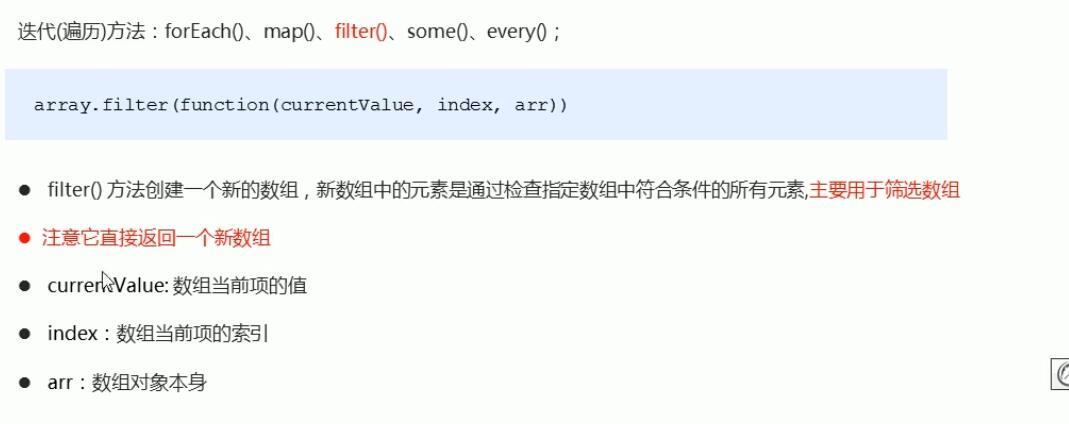 迭代(遍历)方法：forEach()、map()、filter()、some()、every()；
array.filter(function(currentValue, index, arr))
● filter() 方法创建一个新的数组，新数组中的元素是通过检查指定数组中符合条件的所有元素,主要用于筛选数组
● 注意它直接返回一个新数组
● currentValue: 数组当前项的值
● index：数组当前项的索引
● arr：数组对象本身